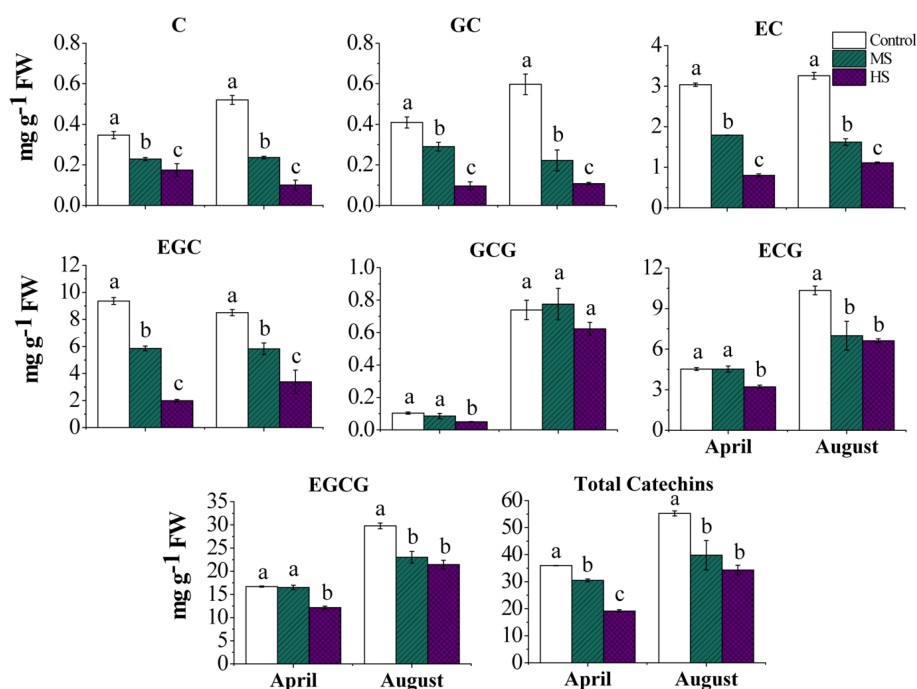 C
GC
EC
Control
MS
HS
mg g-1 FW
0.8
0.6
0.4
0.2
0.0
a
b
c
a
b
c
0.8
0.6
0.4
0.2
0.0
a
b
c
a
b
c
4
3
2
1
0
a
b
c
a
b
c
EGC
GCG
ECG
mg g-1 FW
12
10
8
6
4
2
0
a
b
c
a
b
c
1.0
0.8
0.6
0.4
0.2
0.0
a
a
b
a
a
a
12
9
6
3
0
a
a
b
a
b
b
April
August
EGCG
Total Catechins
mg g-1 FW
35
30
25
20
15
10
5
0
a
a
b
a
b
b
April
August
60
50
40
30
20
10
0
a
b
c
a
b
b
April
August